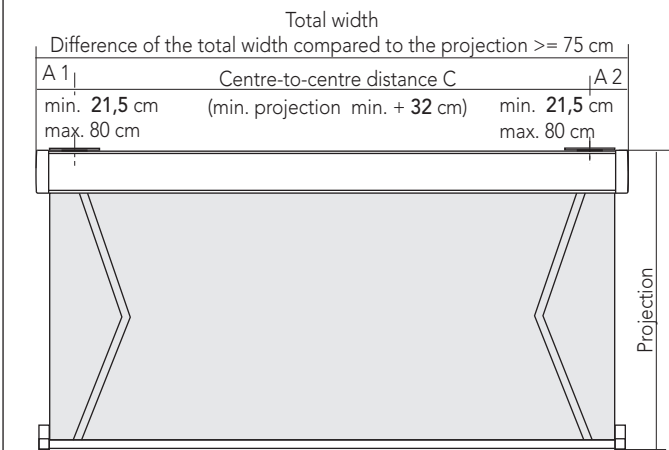 Total width
Difference of the total width compared to the projection >= 75 cm
A 1 Centre-to-centre distance C A 2
min. 21,5 cm (min. projection min. + 32 cm) min. 21,5 cm
max. 80 cm max. 80 cm
Projection